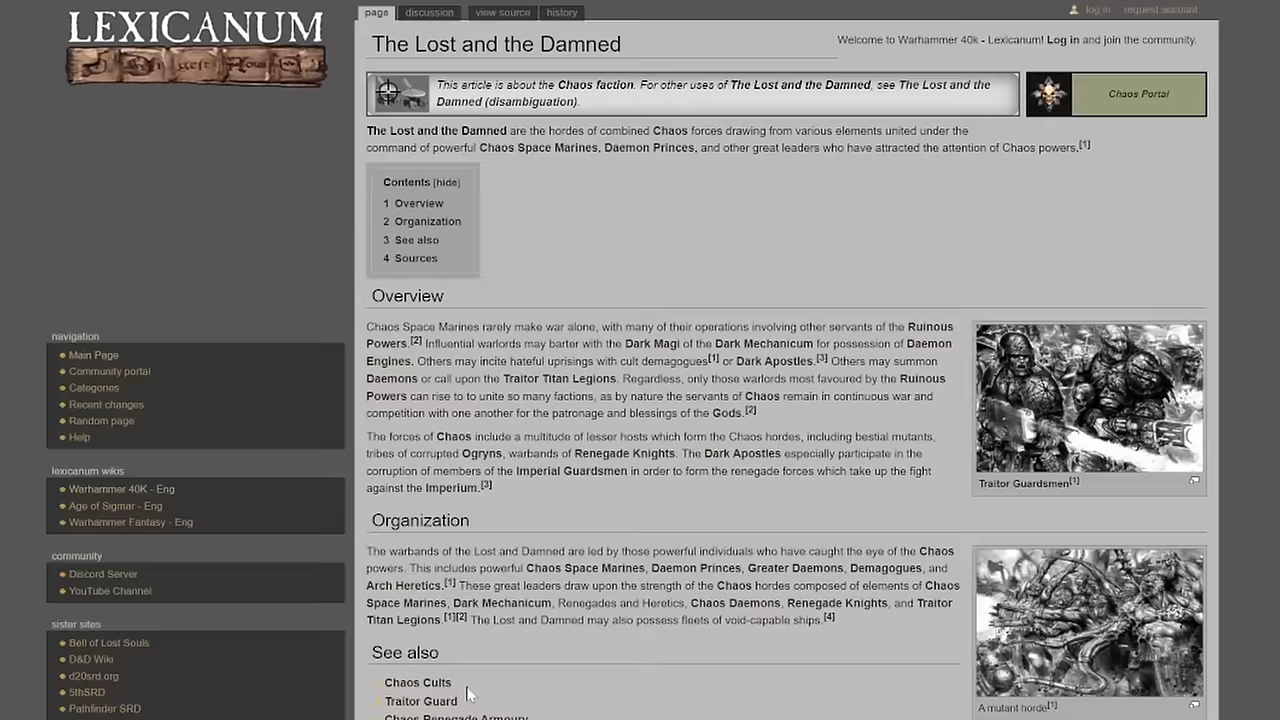 LEXICANUM
page
discussion
view source
history
log in
request account
The Lost and the Damned
Welcome to Warhammer 40k - Lexicanum! Log in and join the community.
This article is about the Chaos faction. For other uses of The Lost and the Damned, see The Lost and the
Damned (disambiguation).
Chaos Portal
The Lost and the Damned are the hordes of combined Chaos forces drawing from various elements united under the
command of powerful Chaos Space Marines, Daemon Princes, and other great leaders who have attracted the attention of Chaos powers.[1]
Contents [hide]
1 Overview
2 Organization
3 See also
4 Sources
Overview
Chaos Space Marines rarely make war alone, with many of their operations involving other servants of the Ruinous
Powers.[2] Influential warlords may barter with the Dark Magi of the Dark Mechanicum for possession of Daemon
Engines. Others may incite hateful uprisings with cult demagogues[1] or Dark Apostles.[3] Others may summon
Daemons or call upon the Traitor Titan Legions. Regardless, only those warlords most favoured by the Ruinous
Powers can rise to to unite so many factions, as by nature the servants of Chaos remain in continuous war and
competition with one another for the patronage and blessings of the Gods.[2]
The forces of Chaos include a multitude of lesser hosts which form the Chaos hordes, including bestial mutants,
tribes of corrupted Ogryns, warbands of Renegade Knights. The Dark Apostles especially participate in the
corruption of members of the Imperial Guardsmen in order to form the renegade forces which take up the fight
against the Imperium.[3]
Traitor Guardsmen[1]
Organization
The warbands of the Lost and Damned are led by those powerful individuals who have caught the eye of the Chaos
powers. This includes powerful Chaos Space Marines, Daemon Princes, Greater Daemons, Demagogues, and
Arch Heretics.[1] These great leaders draw upon the strength of the Chaos hordes composed of elements of Chaos
Space Marines, Dark Mechanicum, Renegades and Heretics, Chaos Daemons, Renegade Knights, and Traitor
Titan Legions.[1][2] The Lost and Damned may also possess fleets of void-capable ships.[4]
A mutant horde[1]
See also
Chaos Cults
Traitor Guard
Chaos Renegade Armoury
navigation
Main Page
Community portal
Categories
Recent changes
Random page
Help
lexicanum wikis
Warhammer 40K - Eng
Age of Sigmar - Eng
Warhammer Fantasy - Eng
community
Discord Server
YouTube Channel
sister sites
Bell of Lost Souls
D&D Wiki
d20srd.org
5thSRD
Pathfinder SRD